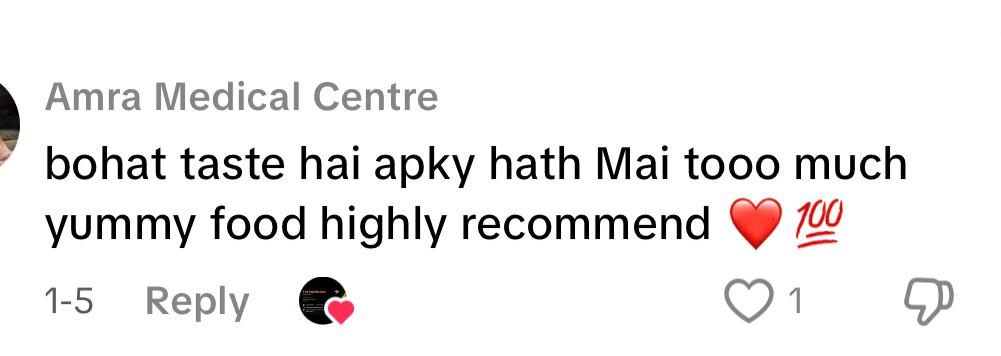 Amra Medical Centre
bohat taste hai apky hath Mai tooo much
yummy food highly recommend ❤️ 💯
1-5 Reply 1